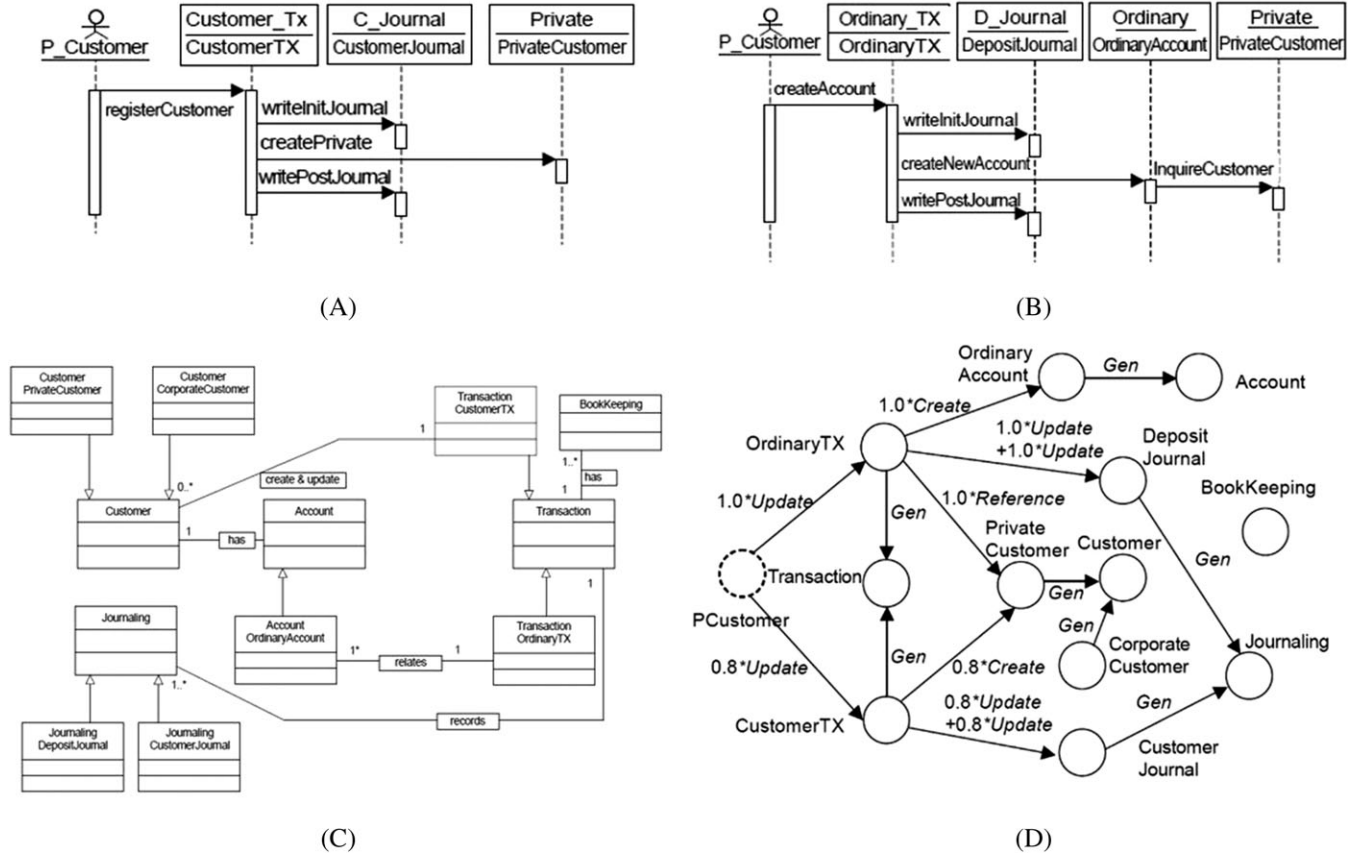 P_Customer
Customer_Tx
CustomerTX
C_Journal
CustomerJournal
Private
PrivateCustomer
registerCustomer
writeInitJournal
createPrivate
writePostJournal
(A)
P_Customer
Ordinary_TX
OrdinaryTX
D_Journal
DepositJournal
Ordinary
OrdinaryAccount
Private
PrivateCustomer
createAccount
writeInitJournal
createNewAccount
InquireCustomer
writePostJournal
(B)
Customer
PrivateCustomer
Customer
CorporateCustomer
Transaction
CustomerTX
BookKeeping
1
1..*
has
1
0..*
create & update
Customer
1
has
Account
Transaction
1
Journaling
1..*
Account
OrdinaryAccount
1*
relates
1
Transaction
OrdinaryTX
records
Journaling
DepositJournal
Journaling
CustomerJournal
(C)
Ordinary
Account
Gen
Account
1.0*Create
OrdinaryTX
1.0*Update
+1.0*Update
Deposit
Journal
BookKeeping
1.0*Update
Gen
1.0*Reference
Private
Customer
Customer
Gen
Transaction
Gen
PCustomer
Gen
Corporate
Customer
Journaling
0.8*Update
Gen
0.8*Create
CustomerTX
0.8*Update
+0.8*Update
Gen
Customer
Journal
(D)